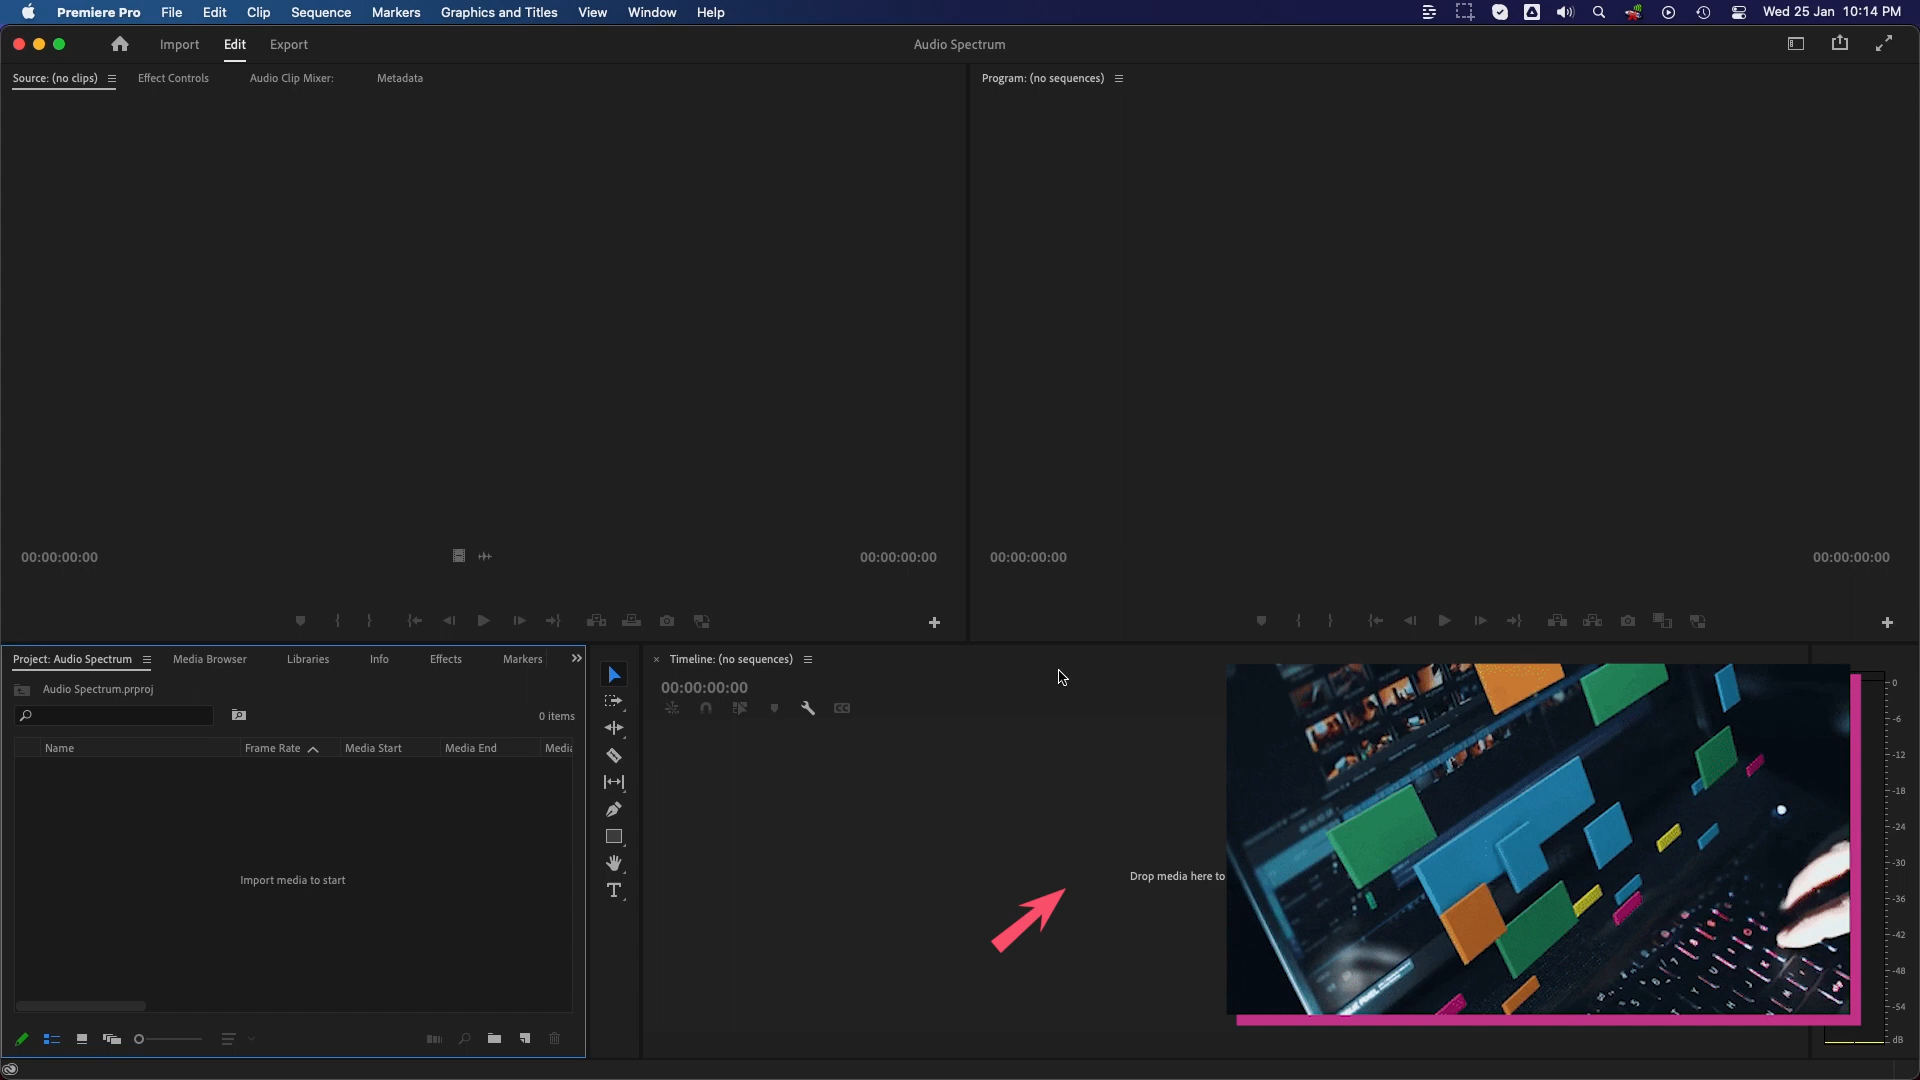 Premiere Pro File Edit Clip Sequence Markers Graphics and Titles View Window Help Wed 25 Jan 10:14 PM
Import Edit Export Audio Spectrum
Source: (no clips) Effect Controls Audio Clip Mixer: Metadata Program: (no sequences)
00:00:00:00 00:00:00:00 00:00:00:00 00:00:00:00
Project: Audio Spectrum Media Browser Libraries Info Effects Markers
Timeline: (no sequences)
Audio Spectrum.prproj
00:00:00:00
0 items
Name Frame Rate Media Start Media End Media
Import media to start
Drop media here to
0
-6
-12
-18
-24
-30
-36
-42
-48
-54
dB